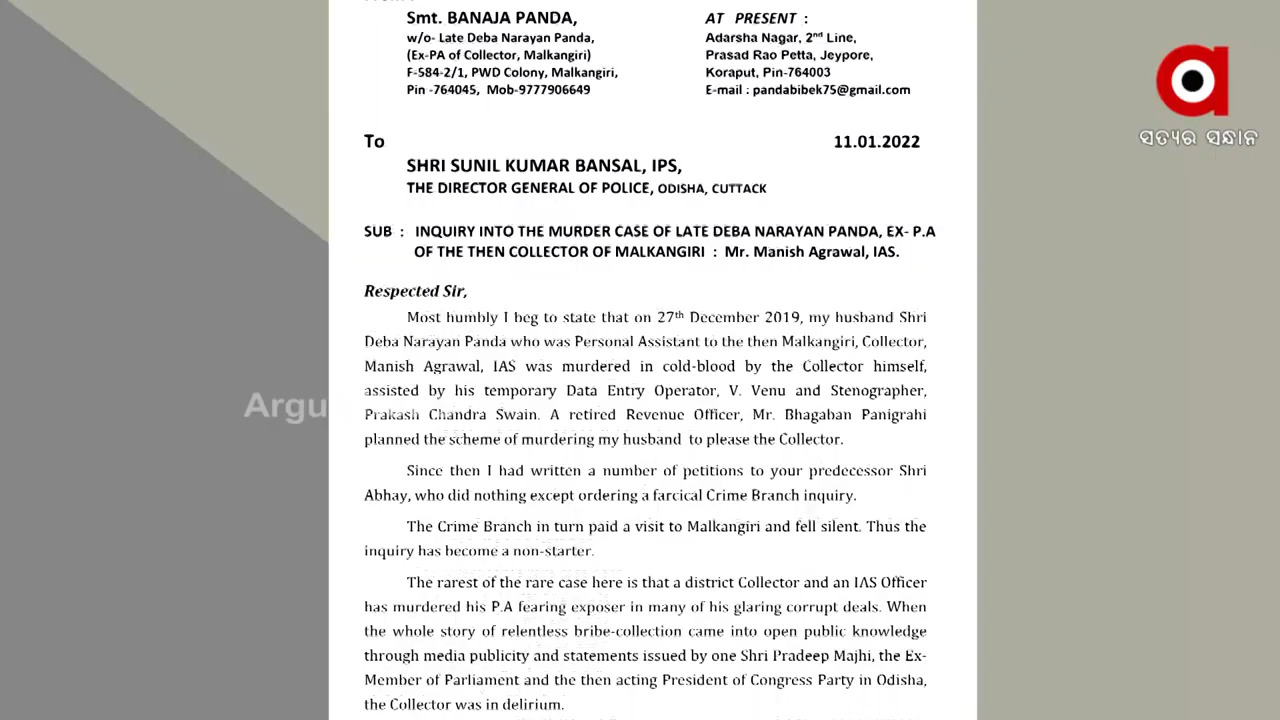 Smt. BANAJA PANDA,
w/o- Late Deba Narayan Panda,
(Ex-PA of Collector, Malkangiri)
F-584-2/1, PWD Colony, Malkangiri,
Pin -764045, Mob-9777906649
AT PRESENT :
Adarsha Nagar, 2nd Line,
Prasad Rao Petta, Jeypore,
Koraput, Pin-764003
E-mail : pandabibek75@gmail.com
ସତ୍ୟର ସନ୍ଧାନ
To
11.01.2022
SHRI SUNIL KUMAR BANSAL, IPS,
THE DIRECTOR GENERAL OF POLICE, ODISHA, CUTTACK
SUB : INQUIRY INTO THE MURDER CASE OF LATE DEBA NARAYAN PANDA, EX- P.A
OF THE THEN COLLECTOR OF MALKANGIRI : Mr. Manish Agrawal, IAS.
Respected Sir,
Most humbly I beg to state that on 27th December 2019, my husband Shri
Deba Narayan Panda who was Personal Assistant to the then Malkangiri, Collector,
Manish Agrawal, IAS was murdered in cold-blood by the Collector himself,
assisted by his temporary Data Entry Operator, V. Venu and Stenographer,
Prakash Chandra Swain. A retired Revenue Officer, Mr. Bhagaban Panigrahi
planned the scheme of murdering my husband to please the Collector.
Argu
Since then I had written a number of petitions to your predecessor Shri
Abhay, who did nothing except ordering a farcical Crime Branch inquiry.
The Crime Branch in turn paid a visit to Malkangiri and fell silent. Thus the
inquiry has become a non-starter.
The rarest of the rare case here is that a district Collector and an IAS Officer
has murdered his P.A fearing exposer in many of his glaring corrupt deals. When
the whole story of relentless bribe-collection came into open public knowledge
through media publicity and statements issued by one Shri Pradeep Majhi, the Ex-
Member of Parliament and the then acting President of Congress Party in Odisha,
the Collector was in delirium.